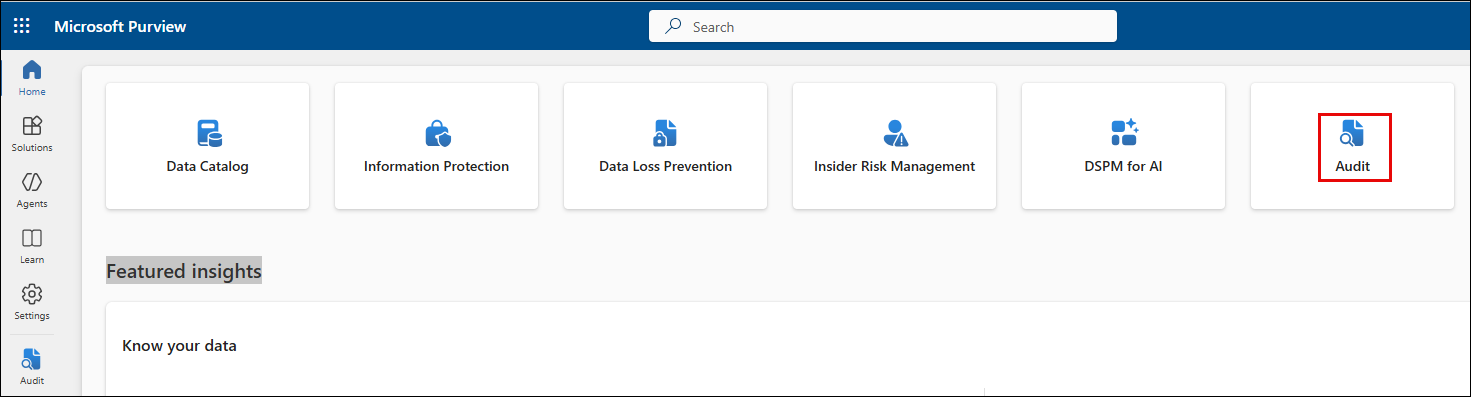 Microsoft Purview
Search
Home
Solutions
Agents
Learn
Settings
Audit
Data Catalog
Information Protection
Data Loss Prevention
Insider Risk Management
DSPM for AI
Audit
Featured insights
Know your data